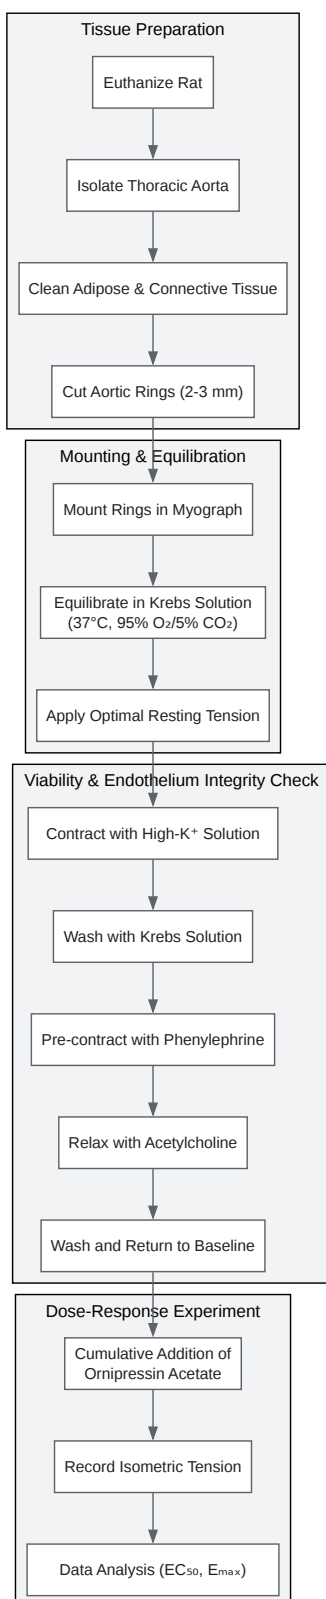 Tissue Preparation
Euthanize Rat
Isolate Thoracic Aorta
Clean Adipose & Connective Tissue
Cut Aortic Rings (2-3 mm)
Mounting & Equilibration
Mount Rings in Myograph
Equilibrate in Krebs Solution
(37°C, 95% O₂/5% CO₂)
Apply Optimal Resting Tension
Viability & Endothelium Integrity Check
Contract with High-K⁺ Solution
Wash with Krebs Solution
Pre-contract with Phenylephrine
Relax with Acetylcholine
Wash and Return to Baseline
Dose-Response Experiment
Cumulative Addition of
Ornipressin Acetate
Record Isometric Tension
Data Analysis (EC₅₀, Eₘₐₓ)